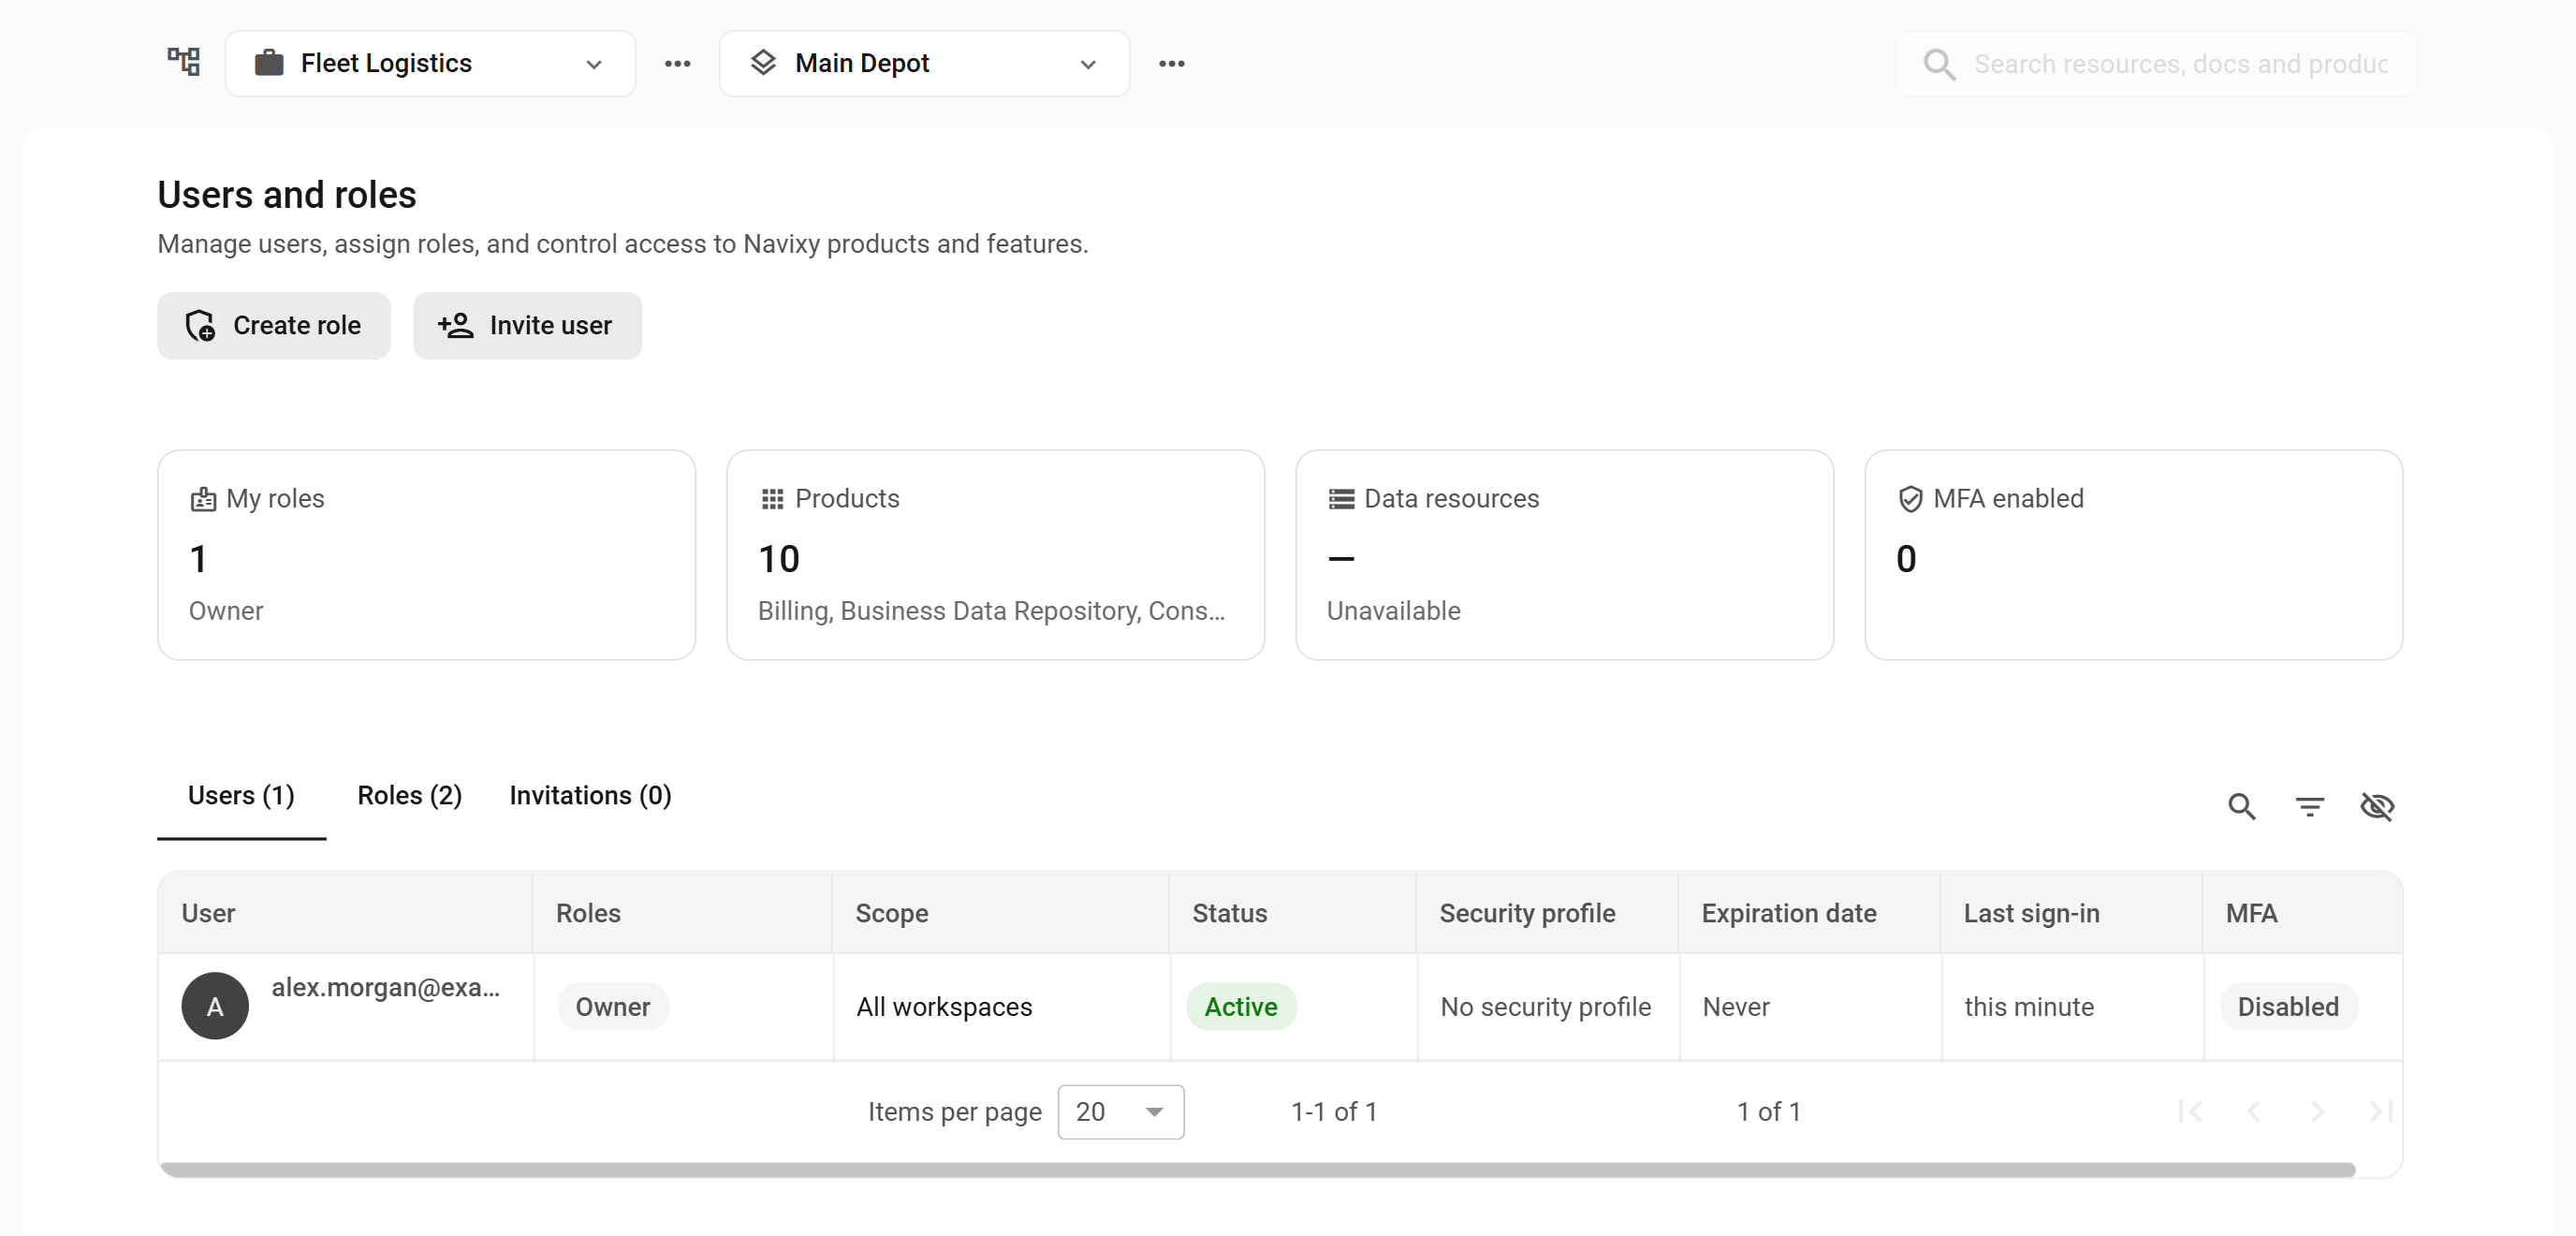 Fleet Logistics
Main Depot
Search resources, docs and produc
Users and roles
Manage users, assign roles, and control access to Navixy products and features.
Create role
Invite user
My roles
1
Owner
Products
10
Billing, Business Data Repository, Cons...
Data resources
—
Unavailable
MFA enabled
0
Users (1)
Roles (2)
Invitations (0)
User Roles Scope Status Security profile Expiration date Last sign-in MFA
A alex.morgan@exa... Owner All workspaces Active No security profile Never this minute Disabled
Items per page 20 1-1 of 1 1 of 1